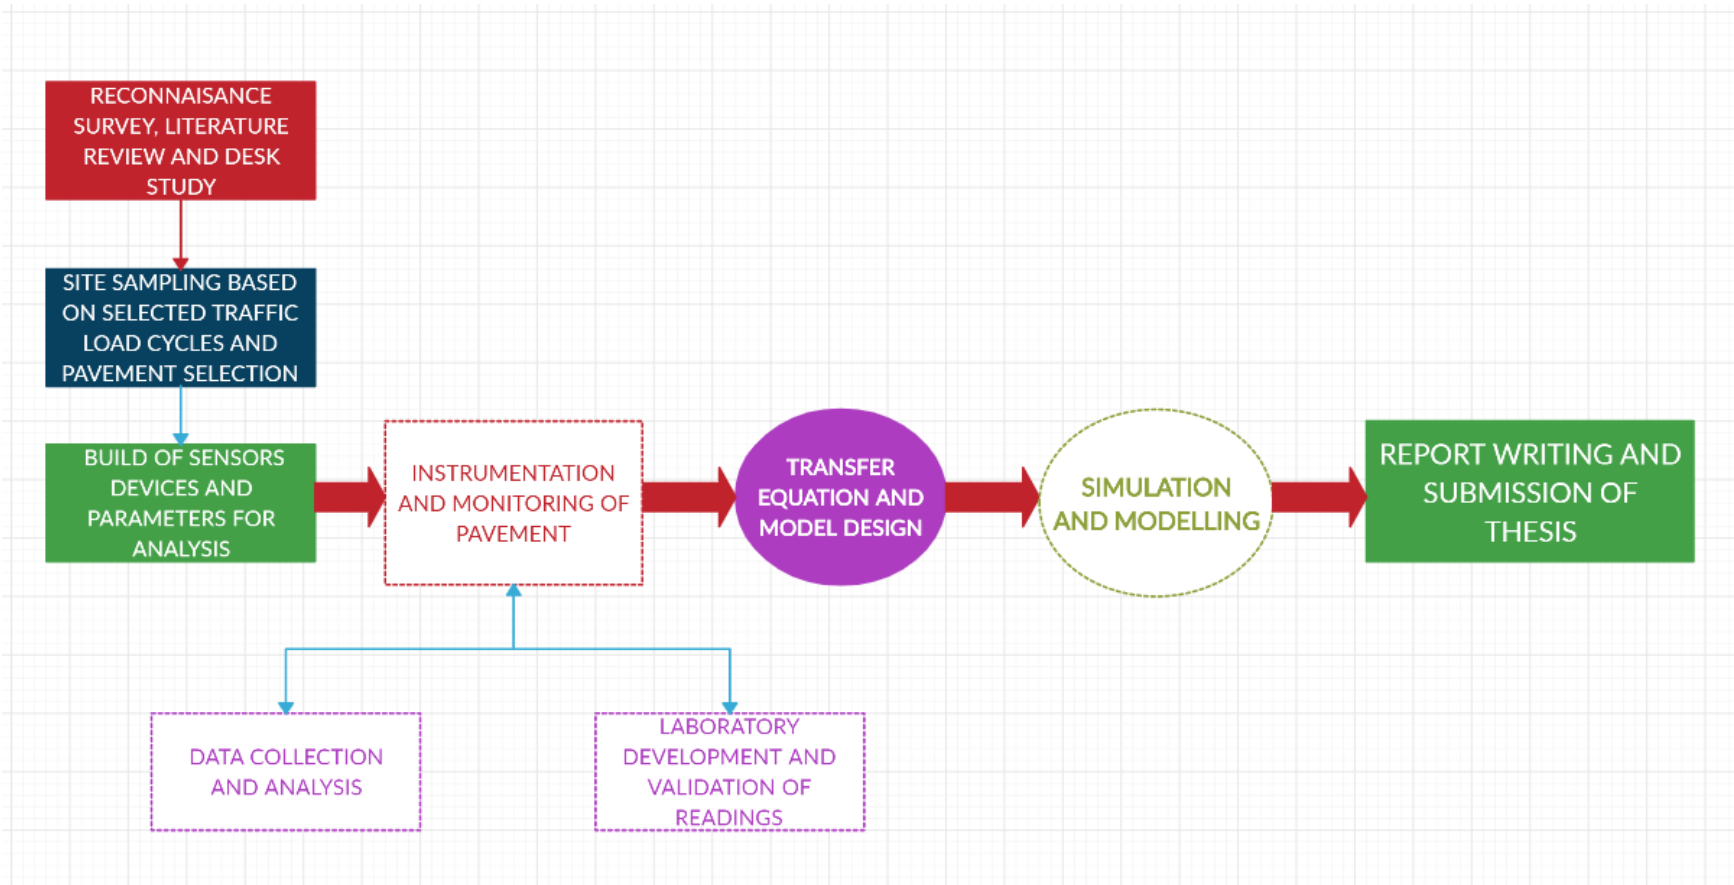 RECONNAISANCE
SURVEY, LITERATURE
REVIEW AND DESK
STUDY
SITE SAMPLING BASED
ON SELECTED TRAFFIC
LOAD CYCLES AND
PAVEMENT SELECTION
BUILD OF SENSORS
DEVICES AND
PARAMETERS FOR
ANALYSIS
INSTRUMENTATION
AND MONITORING OF
PAVEMENT
TRANSFER
EQUATION AND
MODEL DESIGN
SIMULATION
AND MODELLING
REPORT WRITING AND
SUBMISSION OF
THESIS
DATA COLLECTION
AND ANALYSIS
LABORATORY
DEVELOPMENT AND
VALIDATION OF
READINGS